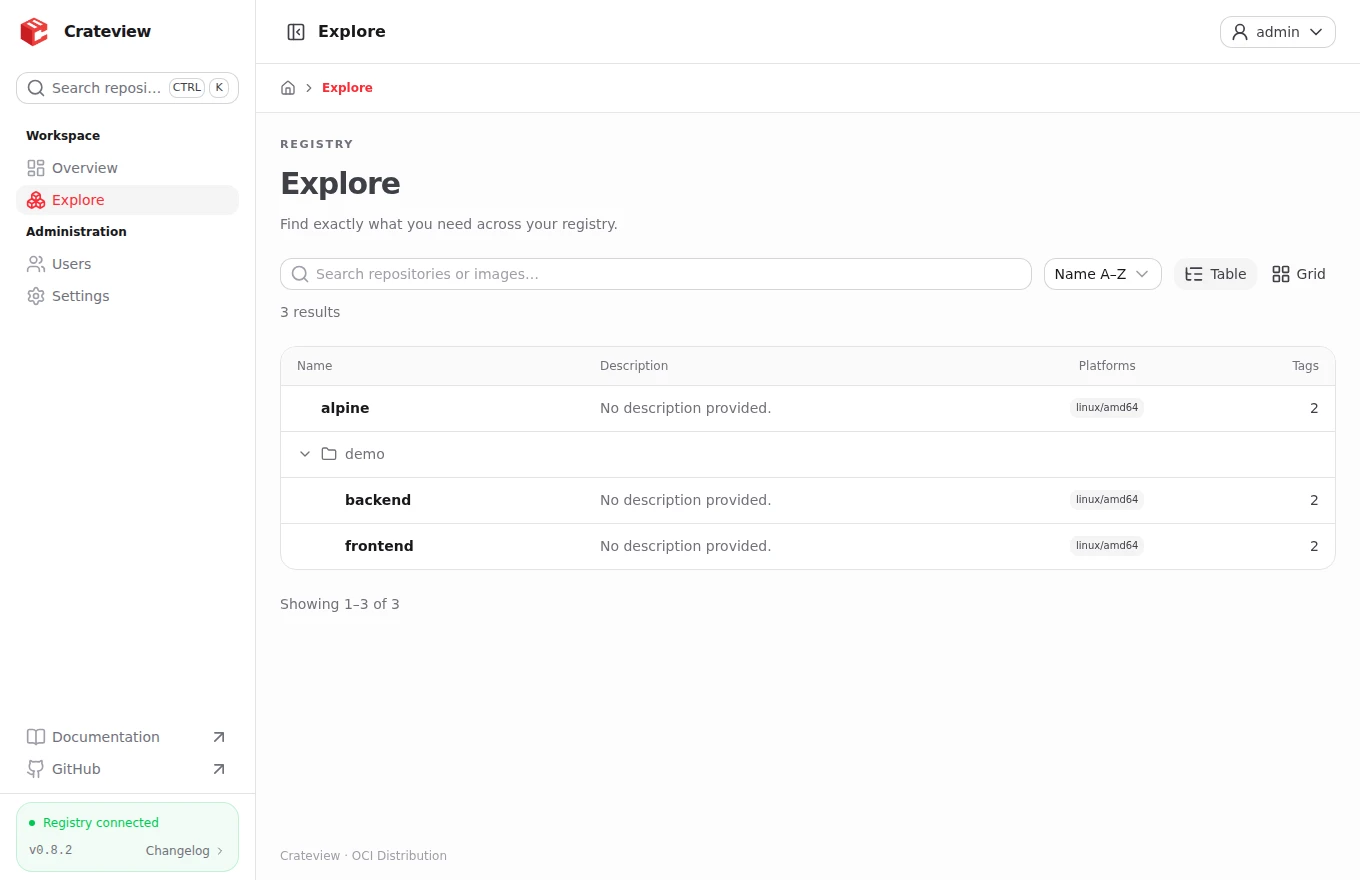 Crateview
Explore
admin
Search reposi… CTRL K
Explore
Workspace
Overview
Explore
Administration
Users
Settings
REGISTRY
Explore
Find exactly what you need across your registry.
Search repositories or images…
Name A–Z
Table
Grid
3 results
Name Description Platforms Tags
alpine No description provided. linux/amd64 2
demo
backend No description provided. linux/amd64 2
frontend No description provided. linux/amd64 2
Showing 1–3 of 3
Documentation
GitHub
Registry connected
v0.8.2 Changelog
Crateview · OCI Distribution